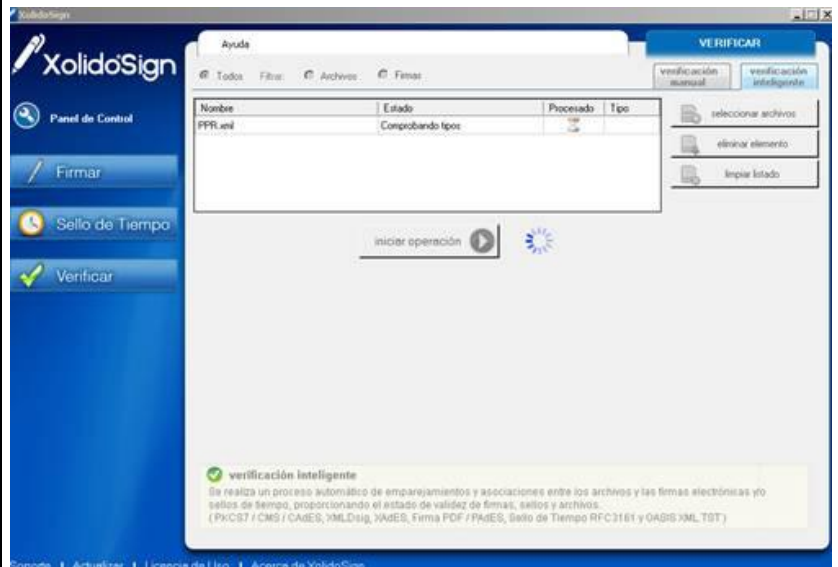 XolidoSign
XolidoSign
Panel de Control
Firmar
Sello de Tiempo
Verificar
Ayuda
VERIFICAR
Todos Filtrar: Archivos Firmas
verificación manual
verificación inteligente
Nombre Estado Procesado Tipo
PPR.xml Comprobando tipos
seleccionar archivos
eliminar elemento
limpiar listado
iniciar operación
verificación inteligente
Se realiza un proceso automático de emparejamientos y asociaciones entre los archivos y las firmas electrónicas y/o
sellos de tiempo, proporcionando el estado de validez de firmas, sellos y archivos.
( PKCS7 / CMS / CAdES, XMLDsig, XAdES, Firma PDF / PAdES, Sello de Tiempo RFC3161 y OASIS XML TST )
Soporte | Actualizar | Licencia de Uso | Acerca de XolidoSign